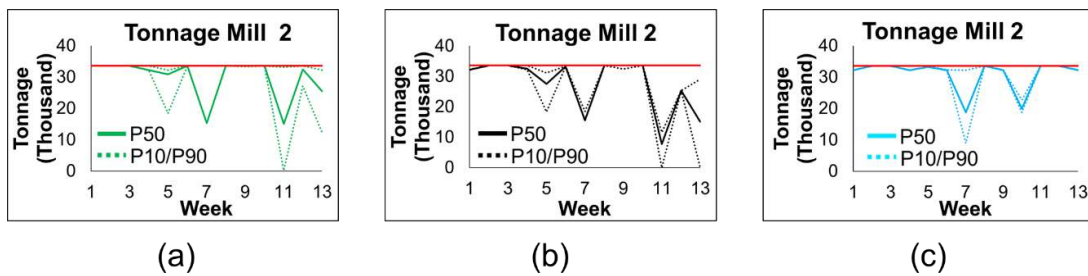 Tonnage Mill 2
40
30
20
10
0
Tonnage
(Thousand)
P50
P10/P90
1 3 5 7 9 11 13
Week
(a)
Tonnage Mill 2
40
30
20
10
0
Tonnage
(Thousand)
P50
P10/P90
1 3 5 7 9 11 13
Week
(b)
Tonnage Mill 2
40
30
20
10
0
Tonnage
(Thousand)
P50
P10/P90
1 3 5 7 9 11 13
Week
(c)